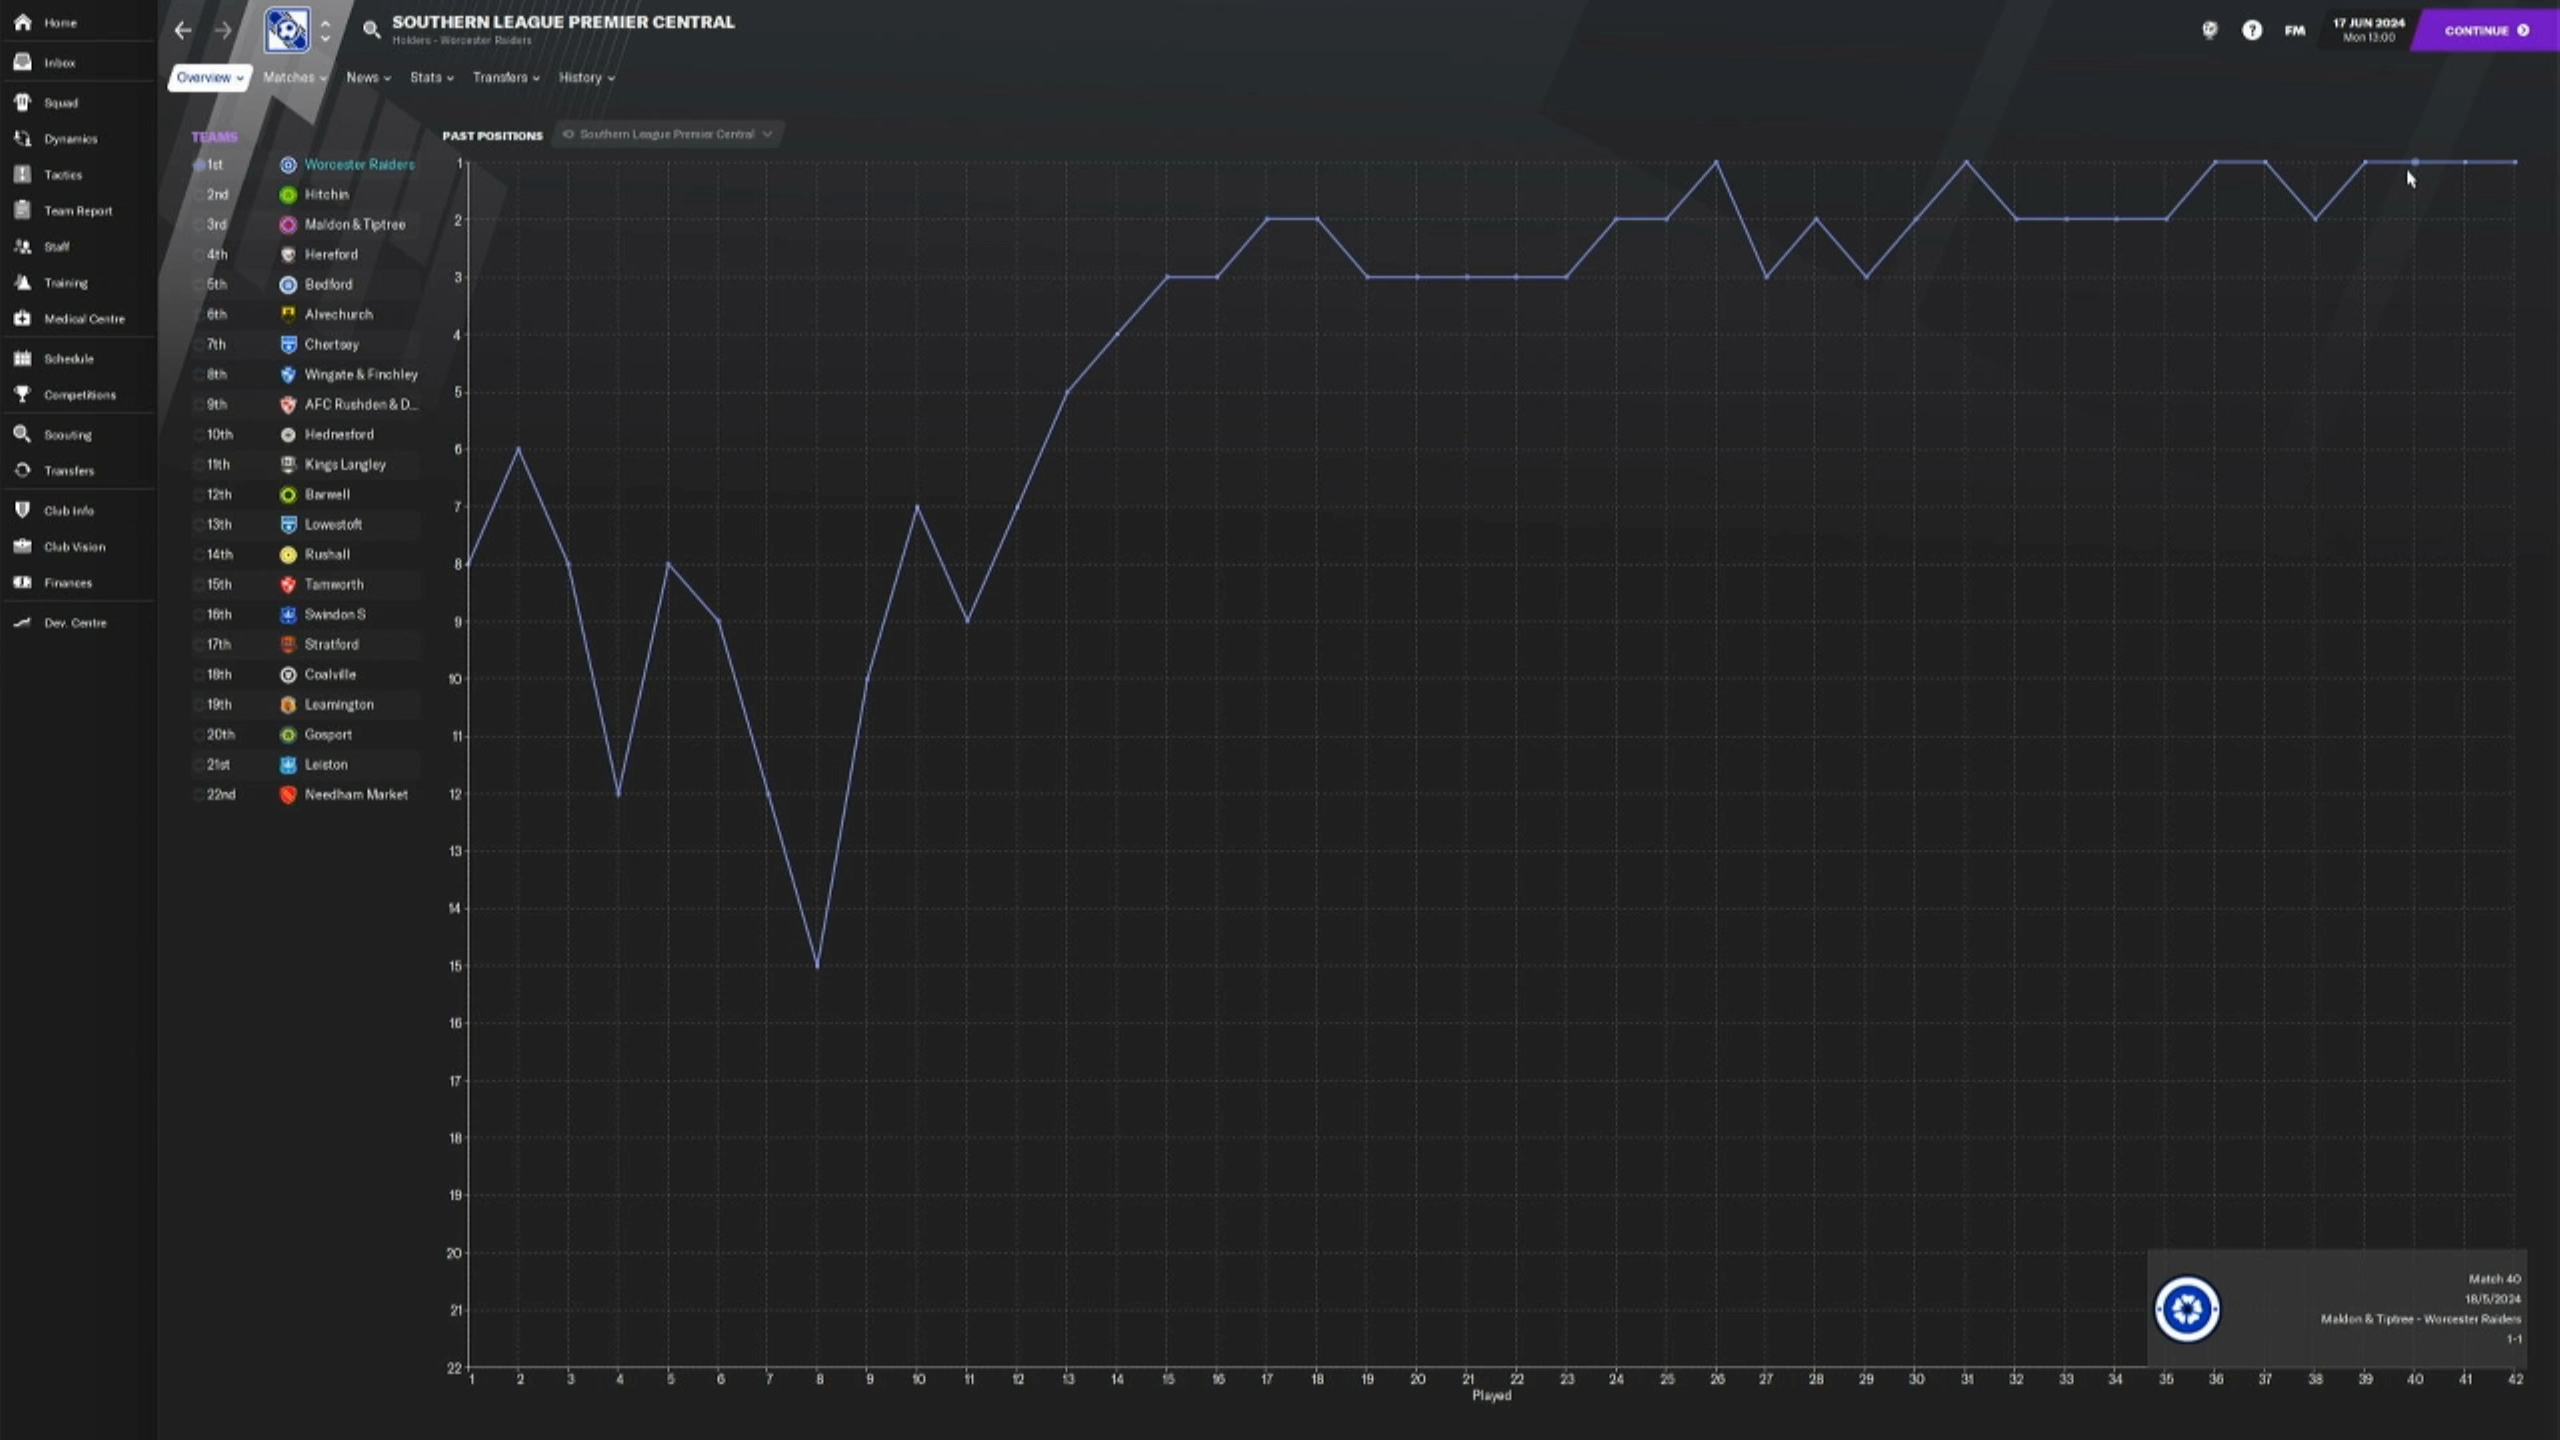 Home
Inbox
Squad
Dynamics
Tactics
Team Report
Staff
Training
Medical Centre
Schedule
Competitions
Scouting
Transfers
Club Info
Club Vision
Finances
Dev. Centre
SOUTHERN LEAGUE PREMIER CENTRAL
Holders - Worcester Raiders
FM
17 JUN 2024
Mon 13:00
CONTINUE
Overview
Matches
News
Stats
Transfers
History
TEAMS
1st Worcester Raiders
2nd Hitchin
3rd Maldon & Tiptree
4th Hereford
5th Bedford
6th Alvechurch
7th Chertsey
8th Wingate & Finchley
9th AFC Rushden & D...
10th Hednesford
11th Kings Langley
12th Barwell
13th Lowestoft
14th Rushall
15th Tamworth
16th Swindon S
17th Stratford
18th Coalville
19th Leamington
20th Gosport
21st Leiston
22nd Needham Market
PAST POSITIONS
Southern League Premier Central
1
2
3
4
5
6
7
8
9
10
11
12
13
14
15
16
17
18
19
20
21
22
1 2 3 4 5 6 7 8 9 10 11 12 13 14 15 16 17 18 19 20 21 22 23 24 25 26 27 28 29 30 31 32 33 34 35 36 37 38 39 40 41 42
Played
Match 40
18/5/2024
Maldon & Tiptree - Worcester Raiders
1-1